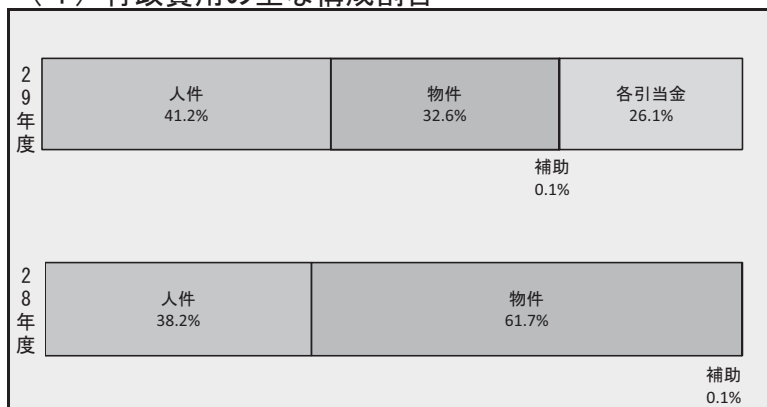 (1) 行政費用の主な構成割合
29年度
人件
41.2%
物件
32.6%
各引当金
26.1%
補助
0.1%
28年度
人件
38.2%
物件
61.7%
補助
0.1%